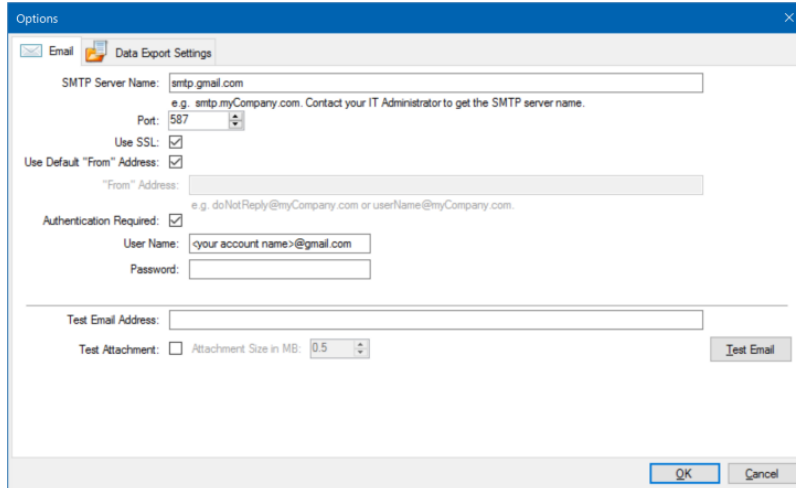 Options
Email Data Export Settings
SMTP Server Name: smtp.gmail.com
e.g. smtp.myCompany.com. Contact your IT Administrator to get the SMTP server name.
Port: 587
Use SSL:
Use Default "From" Address:
"From" Address:
e.g. doNotReply@myCompany.com or userName@myCompany.com.
Authentication Required:
User Name: <your account name>@gmail.com
Password:
Test Email Address:
Test Attachment: Attachment Size in MB: 0.5 Test Email
OK Cancel